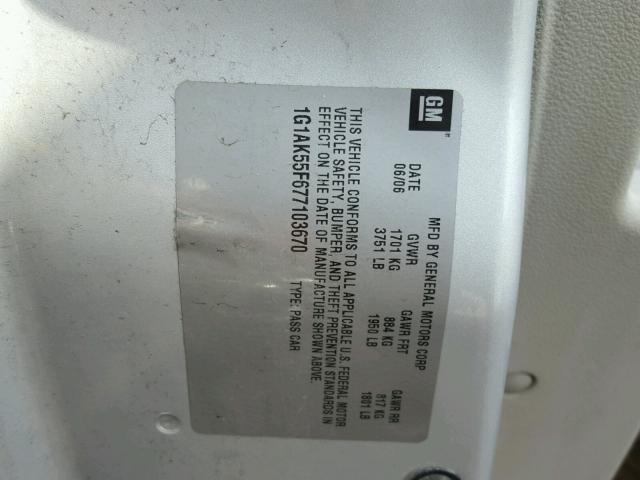 GM
MFD BY GENERAL MOTORS CORP
DATE GVWR GAWR FRT GAWR RR
06/06 1701 KG 884 KG 817 KG
3751 LB 1950 LB 1801 LB
THIS VEHICLE CONFORMS TO ALL APPLICABLE U.S. FEDERAL MOTOR
VEHICLE SAFETY, BUMPER, AND THEFT PREVENTION STANDARDS IN
EFFECT ON THE DATE OF MANUFACTURE SHOWN ABOVE.
1G1AK55F677103670 TYPE: PASS CAR